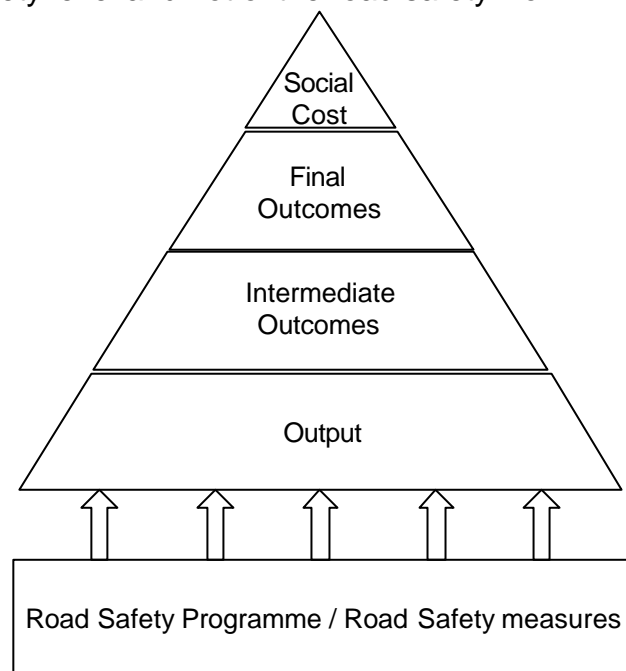 Social
Cost
Final
Outcomes
Intermediate
Outcomes
Output
Road Safety Programme / Road Safety measures